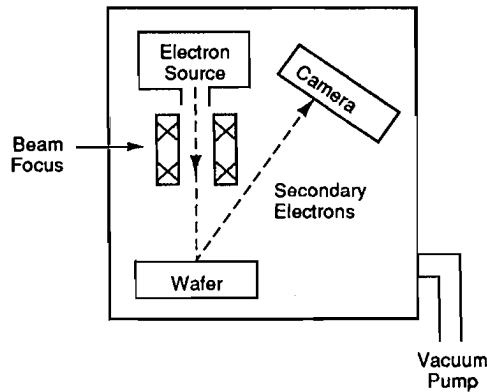 Electron
Source
Camera
Beam
Focus
Secondary
Electrons
Wafer
Vacuum
Pump